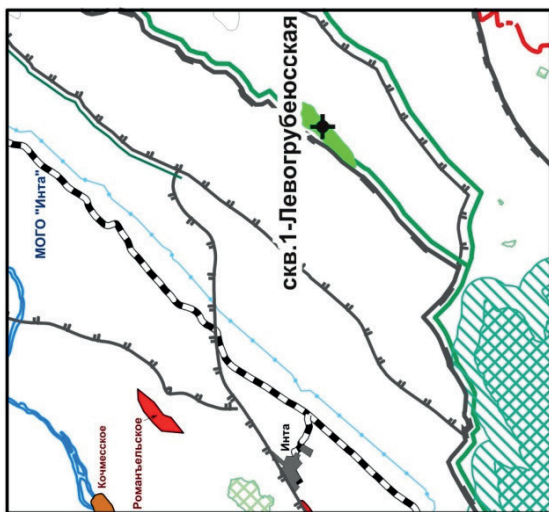 МОГО "Инта"
скв.1-Левогрубеюсская
Кочмесское
Романъельское
Инта